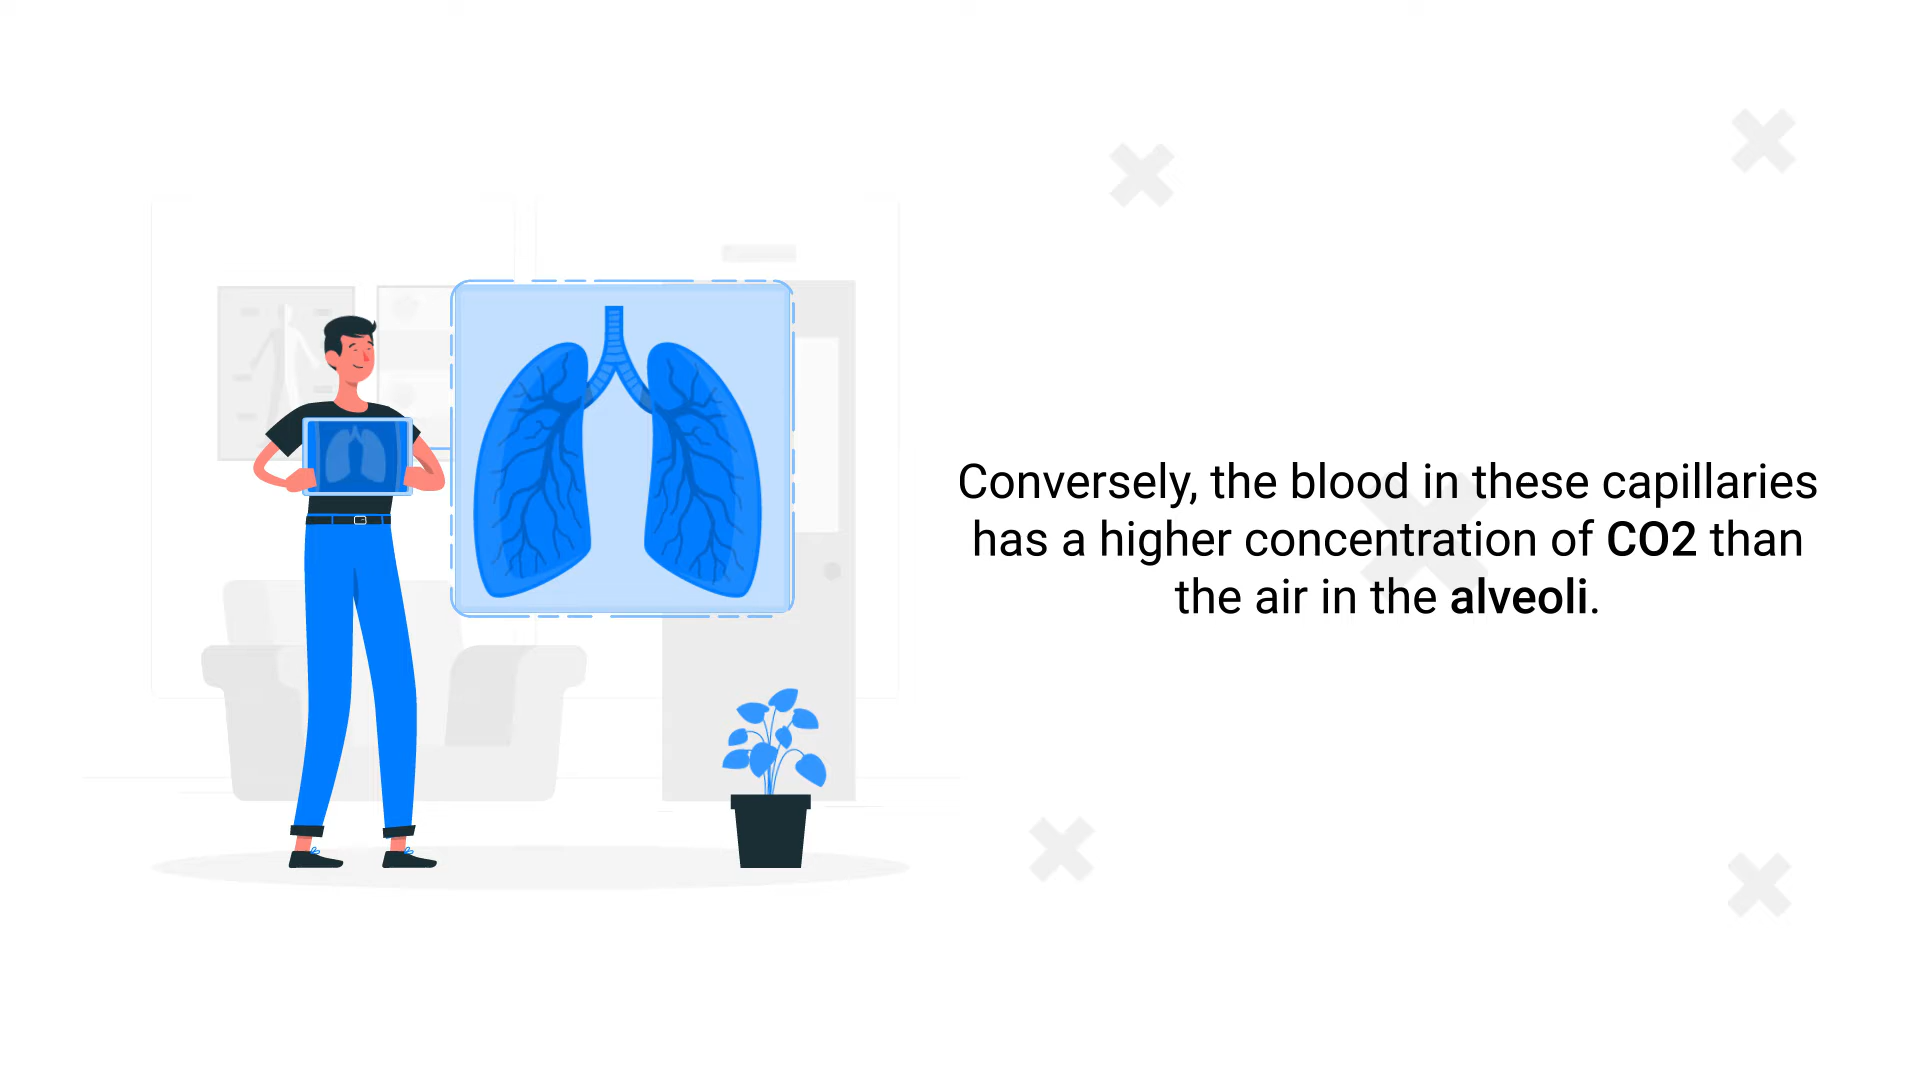 Conversely, the blood in these capillaries
has a higher concentration of CO2 than
the air in the alveoli.